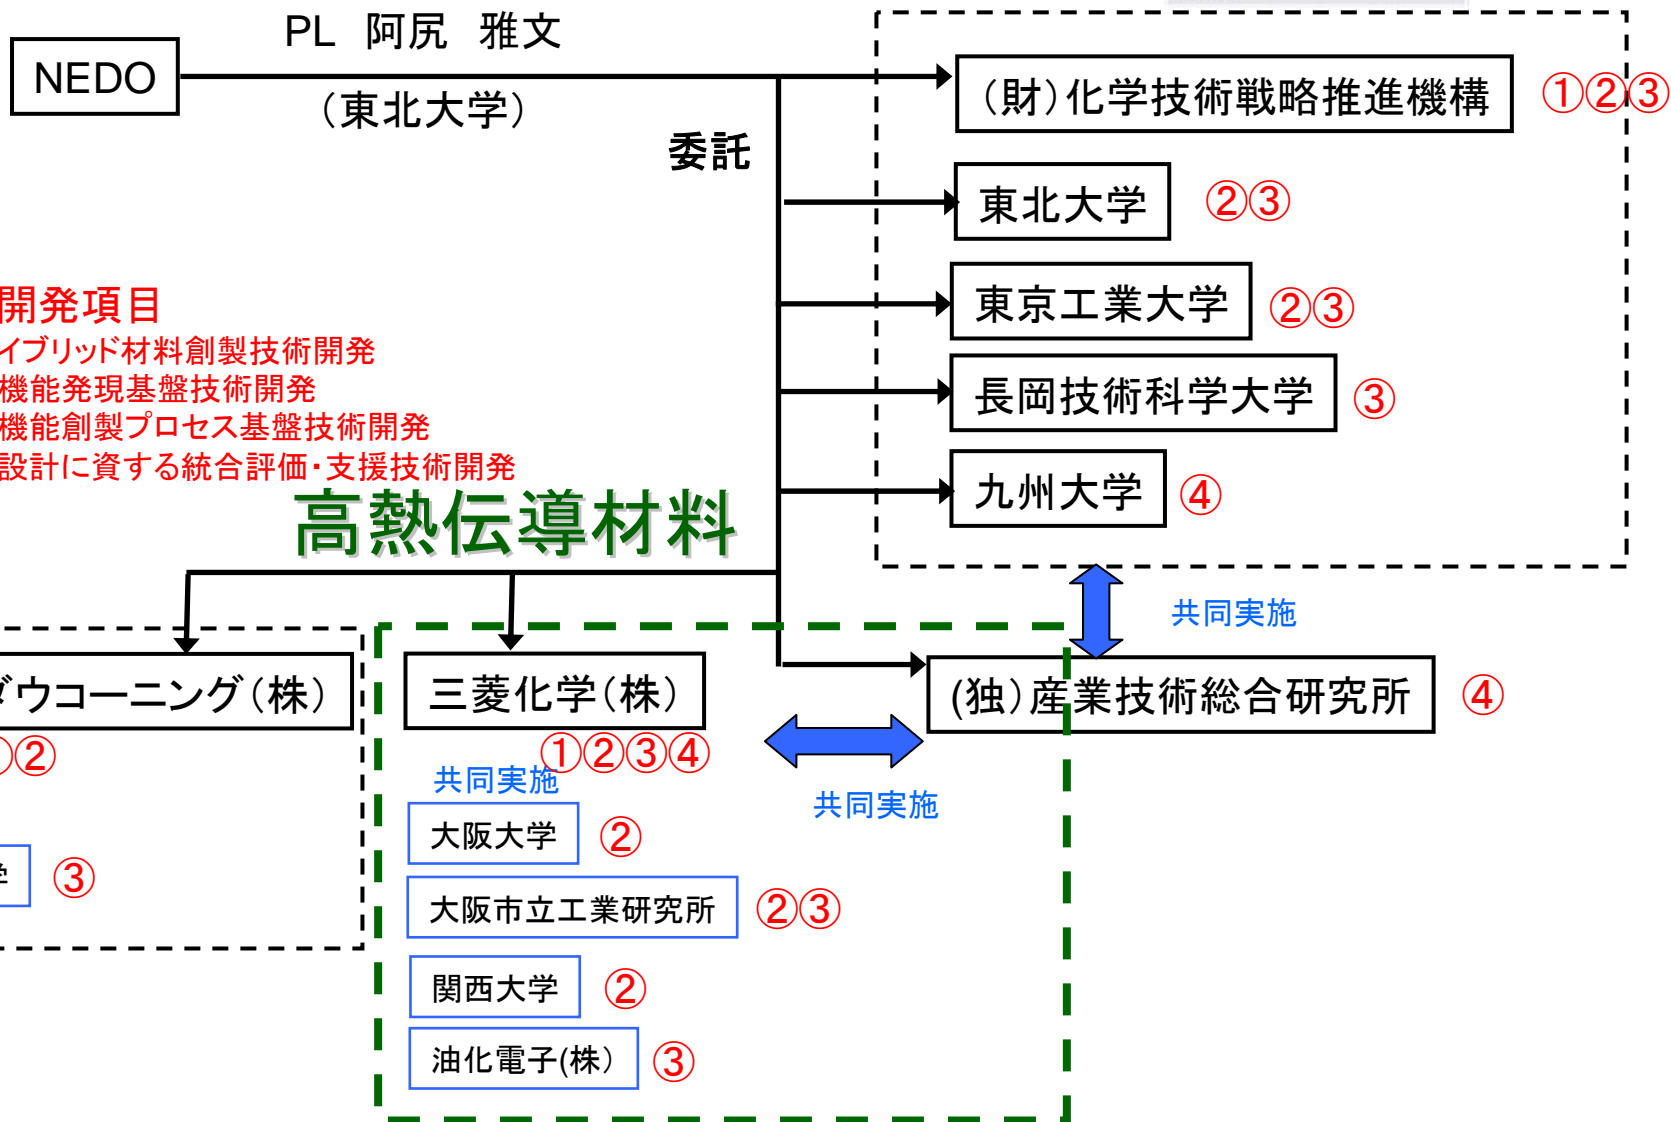 PL 阿尻 雅文
NEDO
（東北大学）
委託
（財）化学技術戦略推進機構
①②③
東北大学
②③
東京工業大学
②③
長岡技術科学大学
③
九州大学
④
開発項目
イブリッド材料創製技術開発
機能発現基盤技術開発
機能創製プロセス基盤技術開発
設計に資する統合評価・支援技術開発
高熱伝導材料
共同実施
ダウコーニング（株）
②
学
③
三菱化学（株）
①②③④
共同実施
(独）産業技術総合研究所
④
共同実施
大阪大学
②
大阪市立工業研究所
②③
関西大学
②
油化電子(株）
③